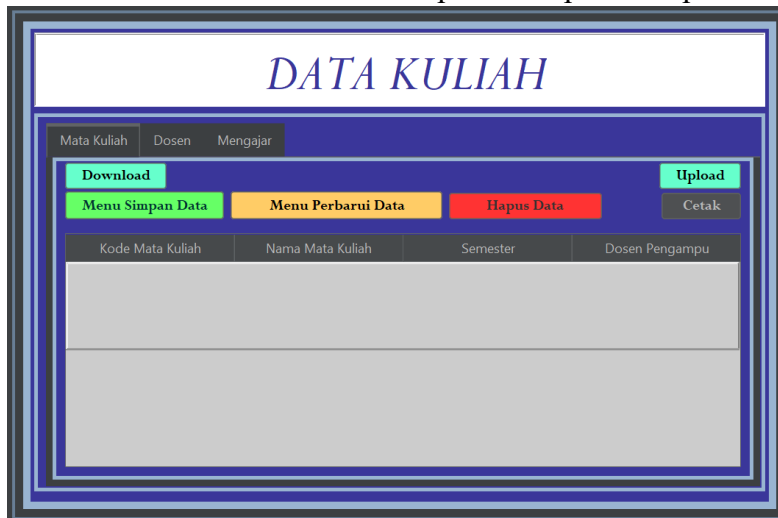 DATA KULIAH
Mata Kuliah Dosen Mengajar
Download Upload
Menu Simpan Data Menu Perbarui Data Hapus Data Cetak
Kode Mata Kuliah Nama Mata Kuliah Semester Dosen Pengampu